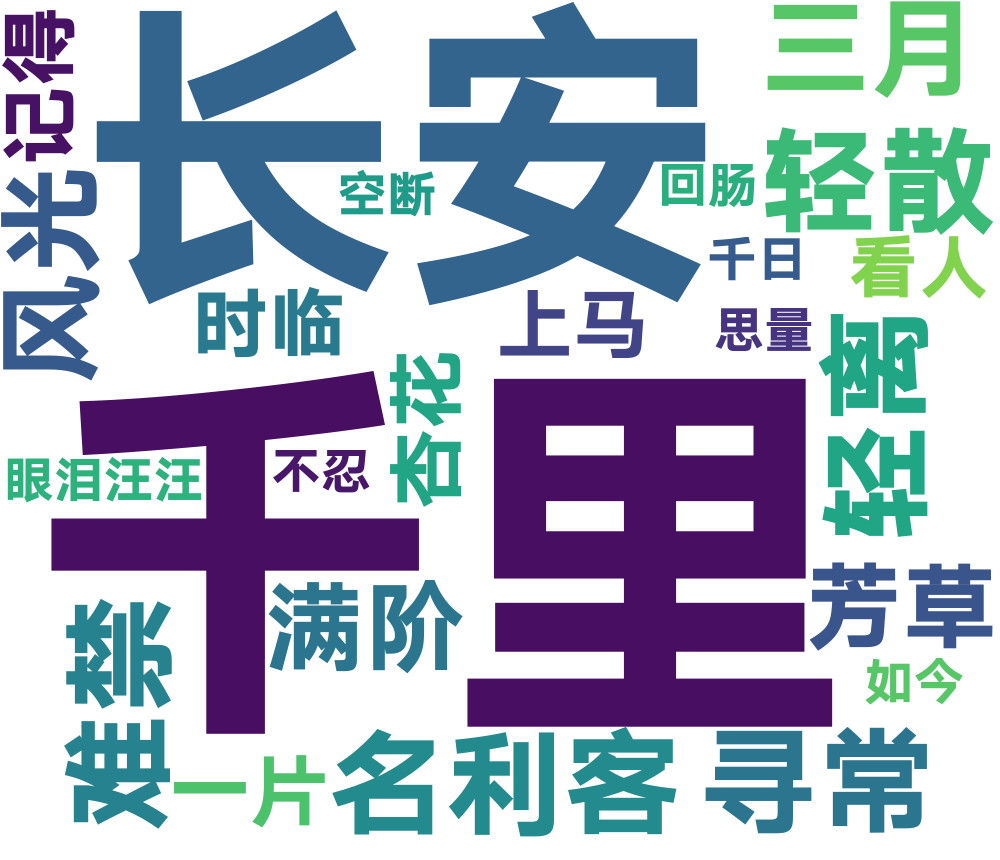 记得
长安
三月
轻散
空断
回肠
风光
千日
看人
时临
上马
思量
轻离
杏花
千里
眼泪汪汪
不忍
满阶
芳草
难禁
如今
一片
名利客
寻常